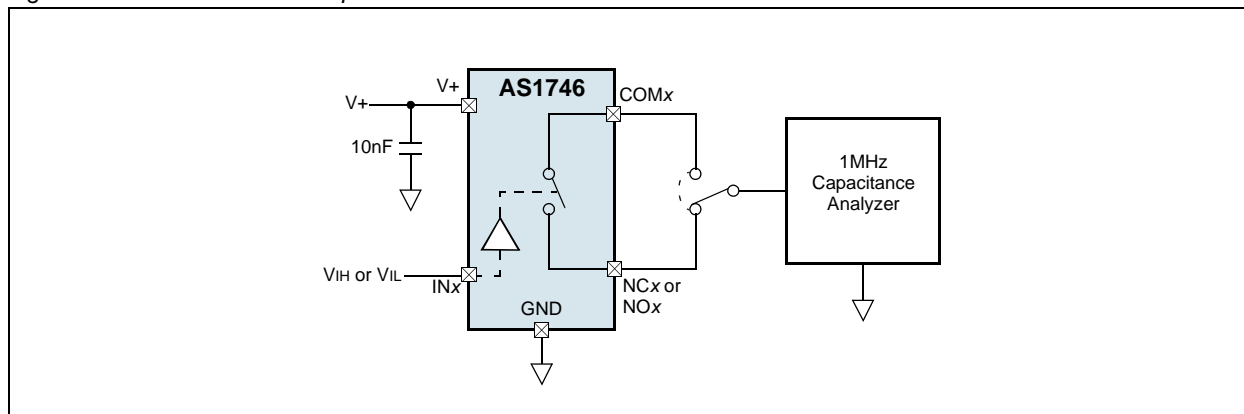 V+
AS1746
COMx
V+
10nF
1MHz
Capacitance
Analyzer
VIH or VIL
INx
NCx or
NOx
GND